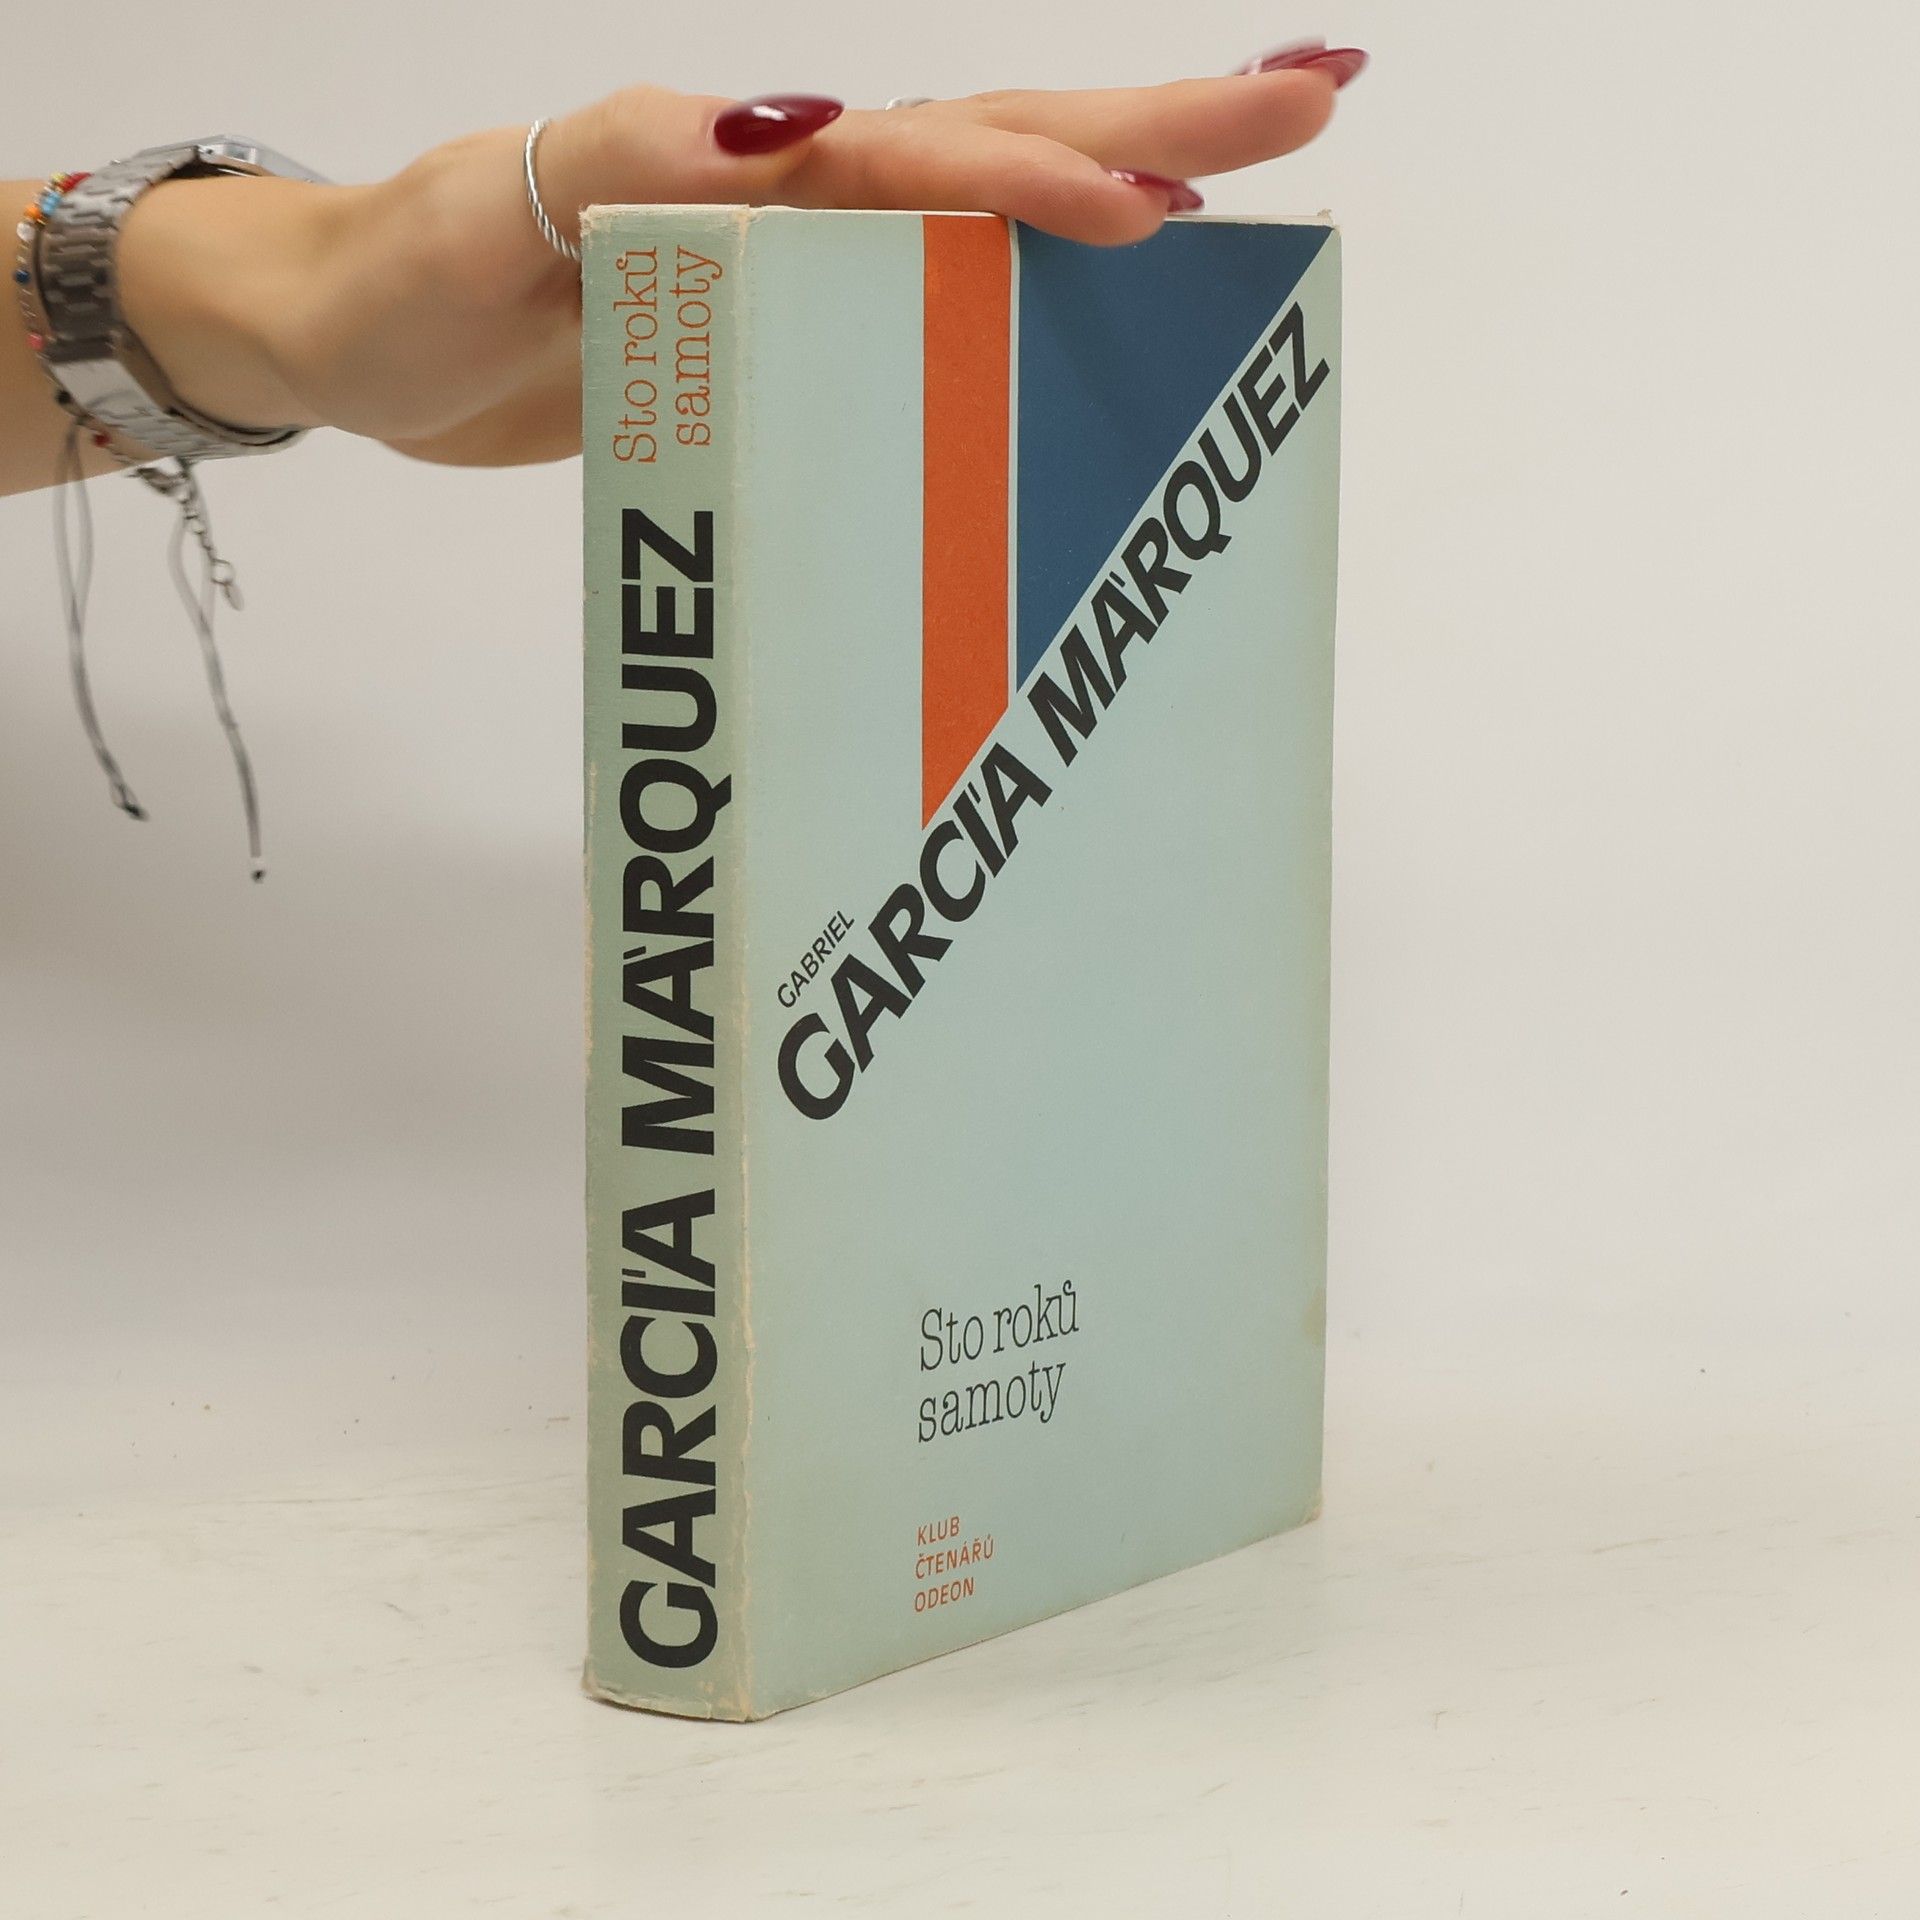 Sto roků
samoty
GARCÍA MÁRQUEZ
GABRIEL
GARCÍA MÁRQUEZ
Sto roků
samoty
KLUB
ČTENÁŘŮ
ODEON